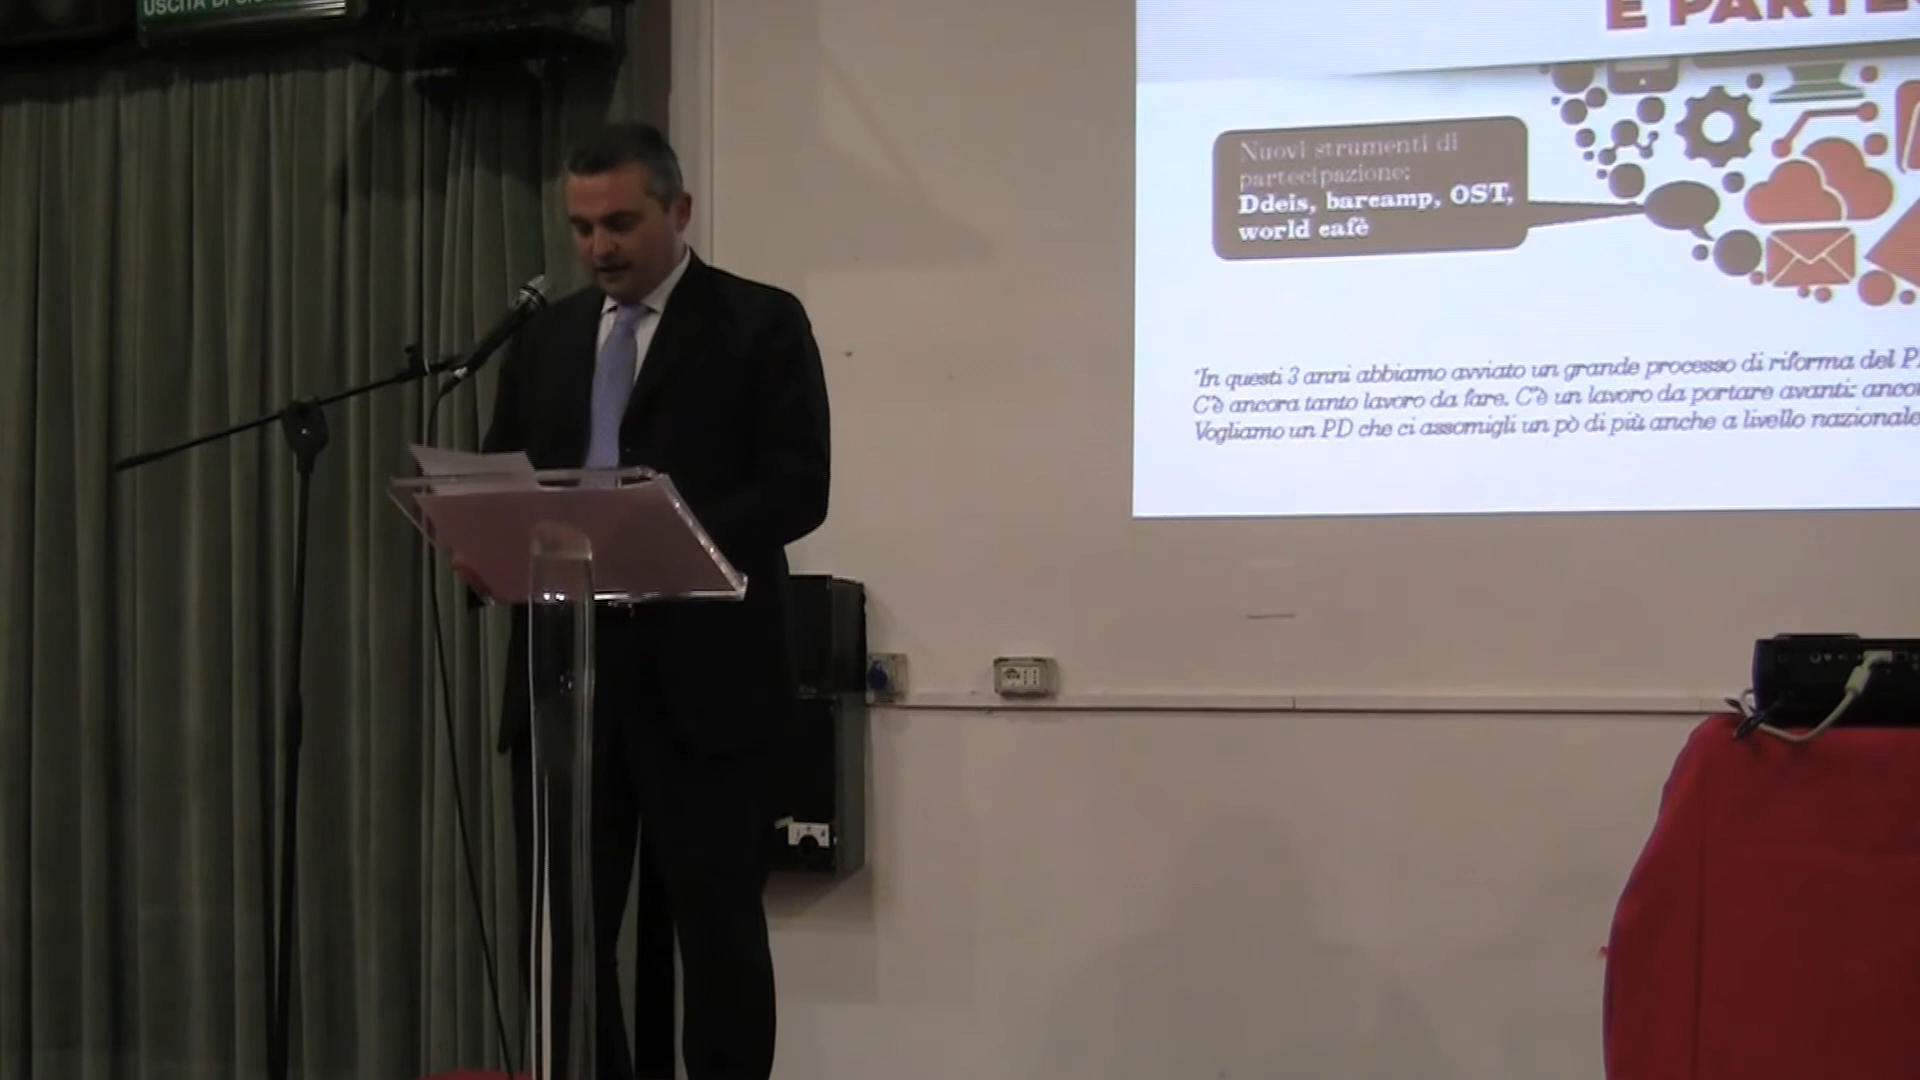 USCITA DI
E PARTE
Nuovi strumenti di
partecipazione:
Ddeis, barcamp, OST,
world cafè
"In questi 3 anni abbiamo avviato un grande processo di riforma del P
C'è ancora tanto lavoro da fare. C'è un lavoro da portare avanti: anco
Vogliamo un PD che ci assomigli un pò di più anche a livello nazionale